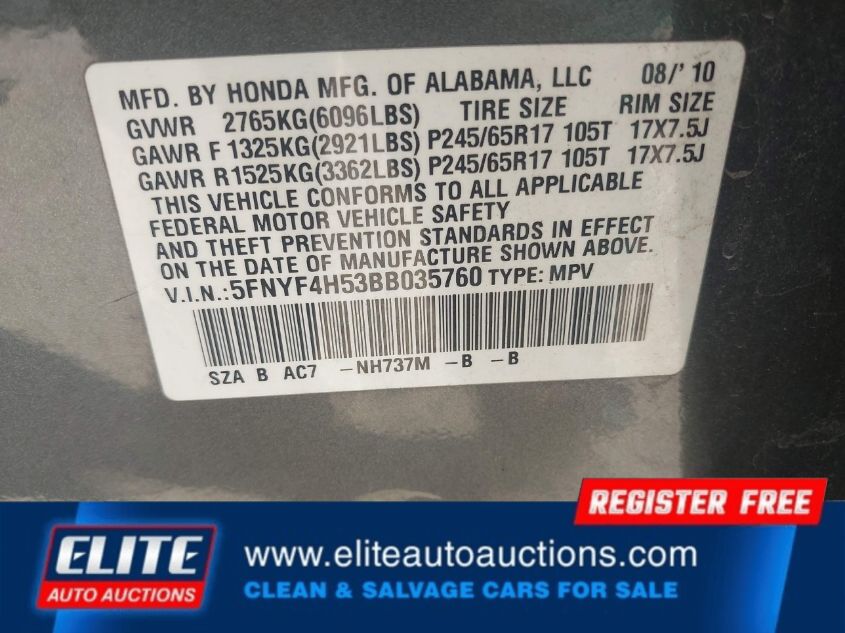 MFD. BY HONDA MFG. OF ALABAMA, LLC 08/' 10
GVWR 2765KG(6096LBS) TIRE SIZE RIM SIZE
GAWR F 1325KG(2921LBS) P245/65R17 105T 17X7.5J
GAWR R1525KG(3362LBS) P245/65R17 105T 17X7.5J
THIS VEHICLE CONFORMS TO ALL APPLICABLE
FEDERAL MOTOR VEHICLE SAFETY
AND THEFT PREVENTION STANDARDS IN EFFECT
ON THE DATE OF MANUFACTURE SHOWN ABOVE.
V.I.N.:5FNYF4H53BB035760 TYPE: MPV
SZA B AC7 -NH737M -B -B
REGISTER FREE
ELITE
AUTO AUCTIONS
www.eliteautoauctions.com
CLEAN & SALVAGE CARS FOR SALE